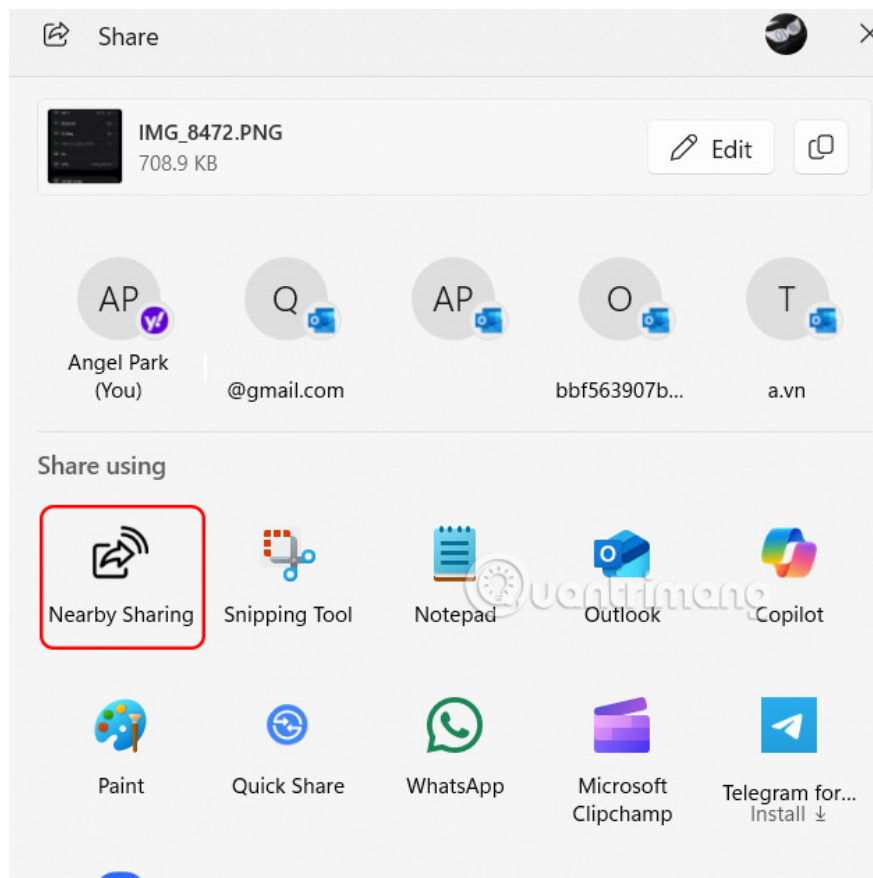 Share
IMG_8472.PNG
708.9 KB
Edit
AP
Q
AP
O
T
y!
Angel Park
(You)
@gmail.com
bbf563907b...
a.vn
Share using
Nearby Sharing
Snipping Tool
Notepad
Outlook
Copilot
Quantrimang
Paint
Quick Share
WhatsApp
Microsoft
Clipchamp
Telegram for...
Install